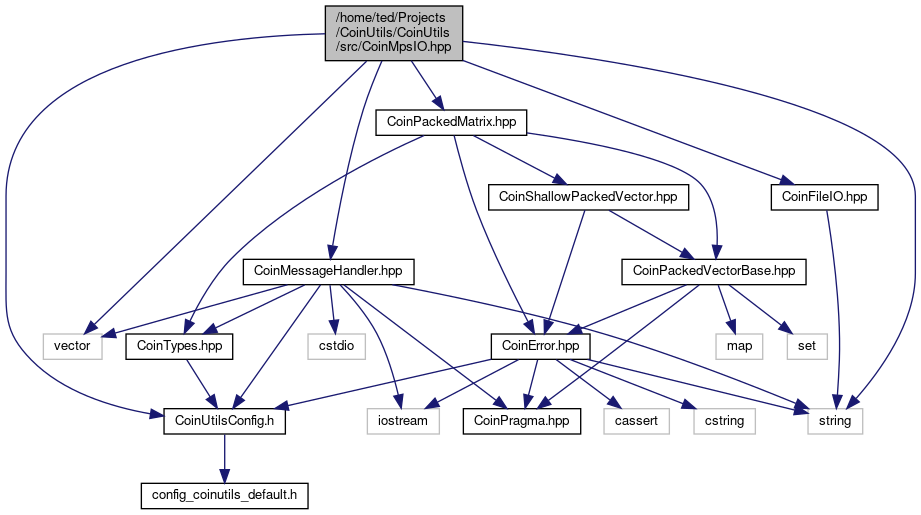 /home/ted/Projects
/CoinUtils/CoinUtils
/src/CoinMpsIO.hpp
CoinPackedMatrix.hpp
CoinShallowPackedVector.hpp
CoinFileIO.hpp
CoinMessageHandler.hpp
CoinPackedVectorBase.hpp
vector
CoinTypes.hpp
cstdio
CoinError.hpp
map
set
CoinUtilsConfig.h
iostream
CoinPragma.hpp
cassert
cstring
string
config_coinutils_default.h